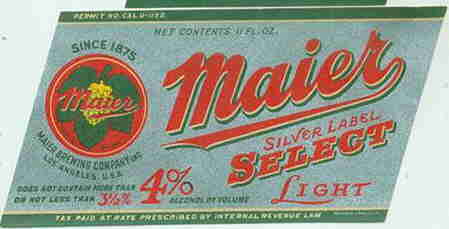 PERMIT NO. CAL. U-
NET CONTENTS 11 FL. OZ.
SINCE 1875
Maier
MAIER BREWING COMPANY INC
LOS ANGELES, U.S.A.
Maier
SILVER LABEL
SELECT
LIGHT
DOES NOT CONTAIN MORE THAN 4%
OR NOT LESS THAN 3½% ALCOHOL BY VOLUME
TAX PAID AT RATE PRESCRIBED BY INTERNAL REVENUE LAW